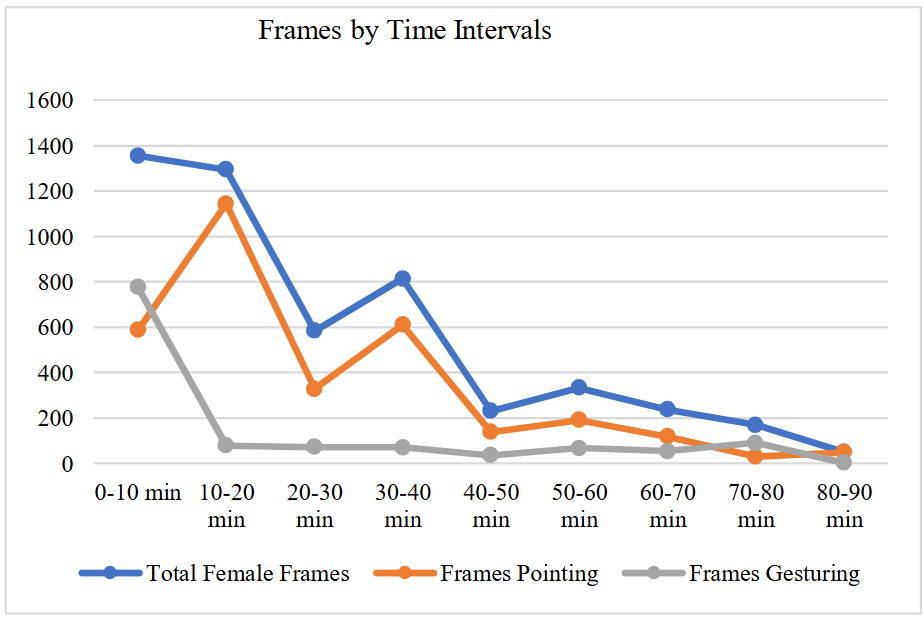 Frames by Time Intervals
1600
1400
1200
1000
800
600
400
200
0
0-10 min 10-20 20-30 30-40 40-50 50-60 60-70 70-80 80-90
min min min min min min min min
Total Female Frames Frames Pointing Frames Gesturing